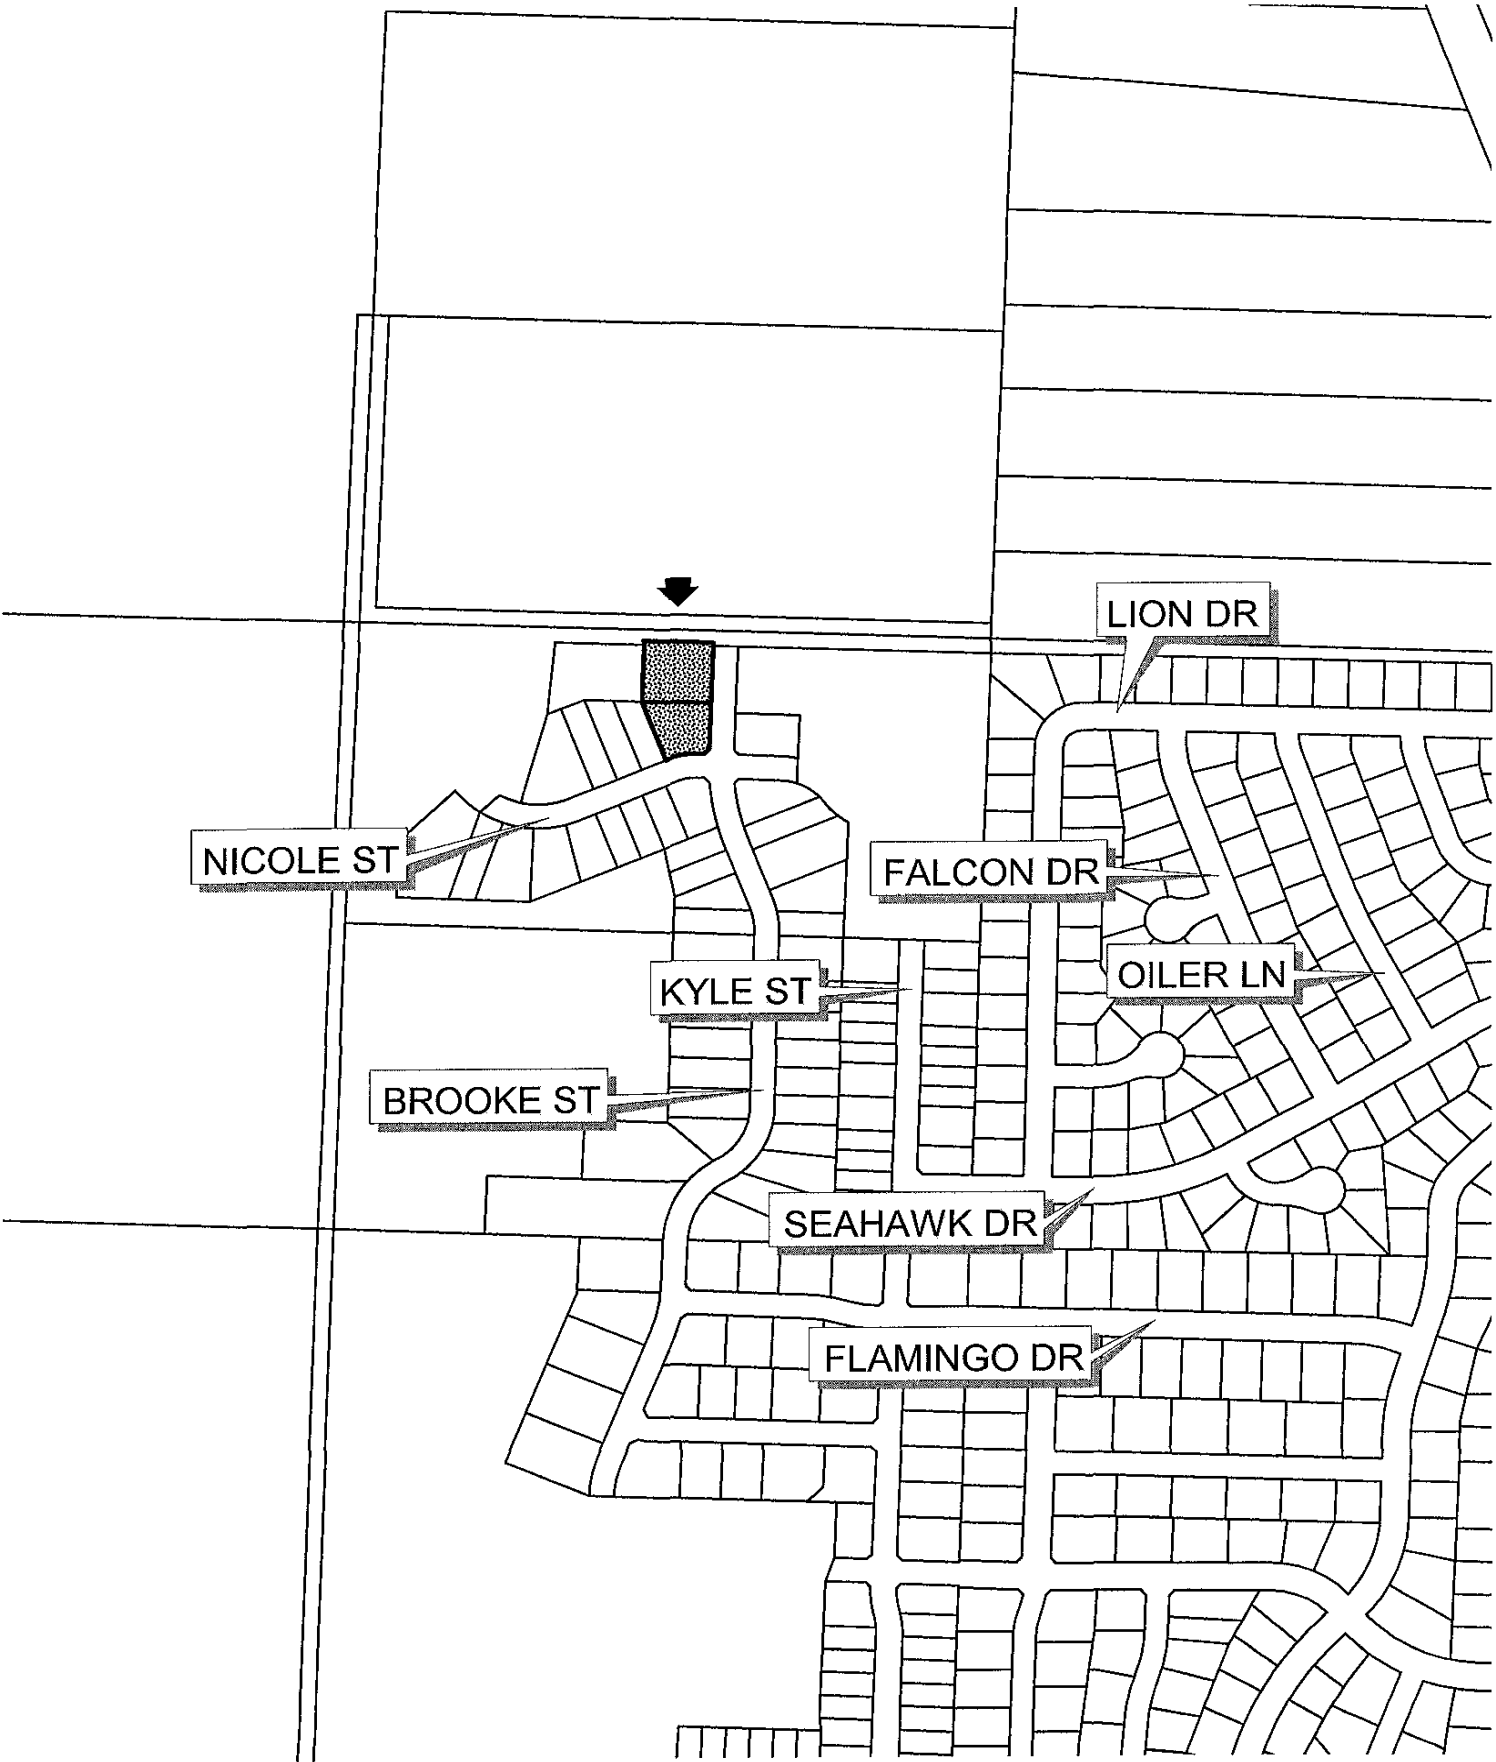 LION DR
NICOLE ST
FALCON DR
OILER LN
KYLE ST
BROOKE ST
SEAHAWK DR
FLAMINGO DR